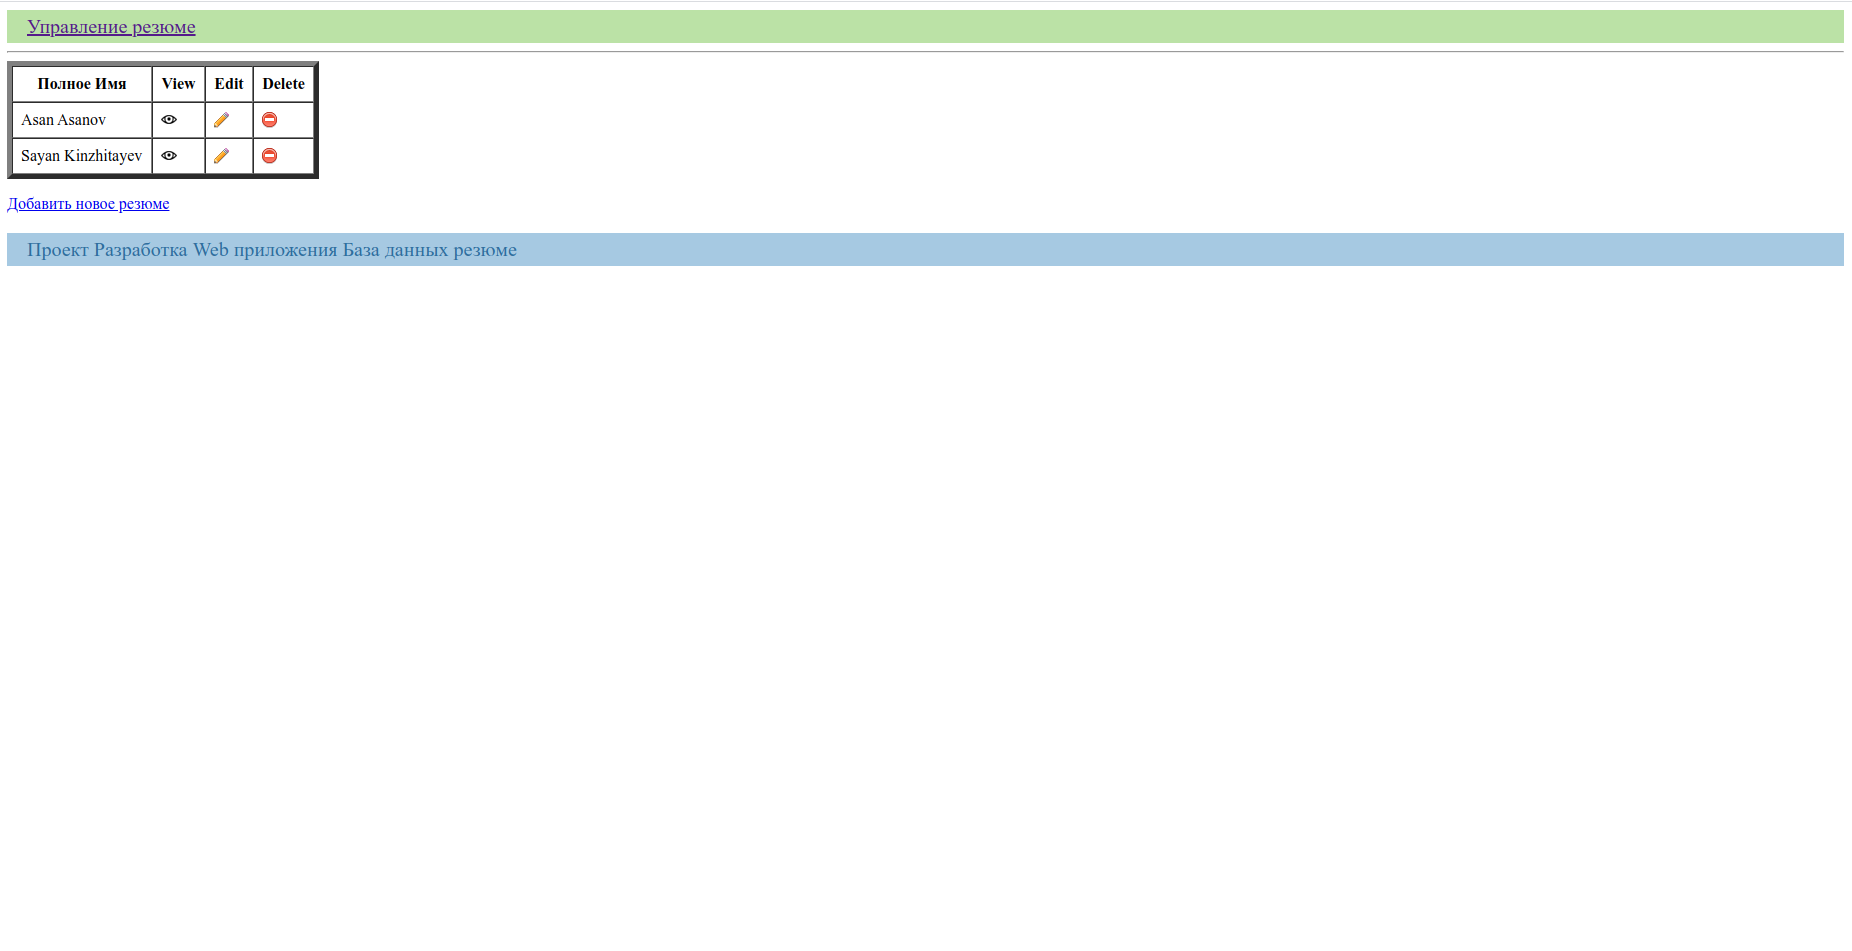 Управление резюме
Полное Имя View Edit Delete
Asan Asanov
Sayan Kinzhitayev
Добавить новое резюме
Проект Разработка Web приложения База данных резюме